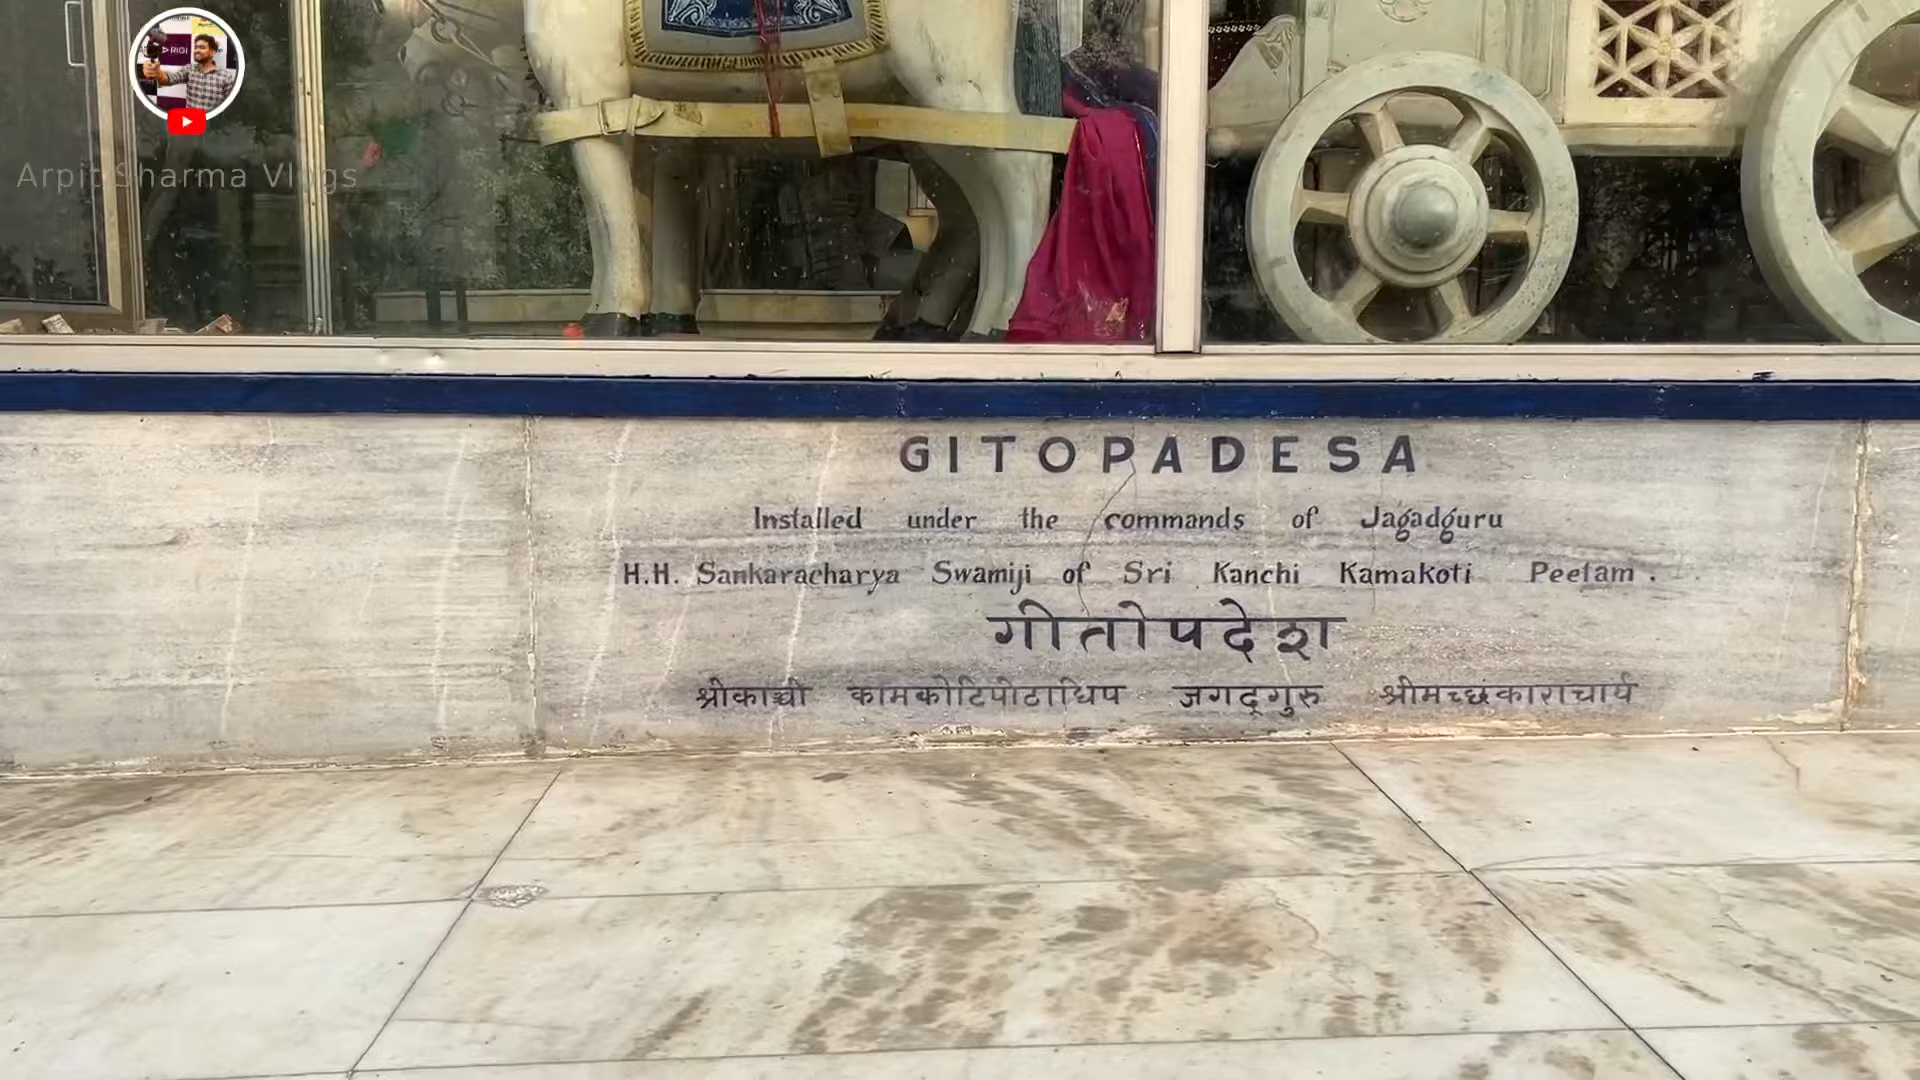 RIGI
Arpit Sharma Vlogs
GITOPADESA
Installed under the commands of Jagadguru
H.H. Sankaracharya Swamiji of Sri Kanchi Kamakoti Peetam.
गीतोपदेश
श्रीकाञ्ची कामकोटिपीठाधिप जगद्गुरु श्रीमच्छंकाराचार्य